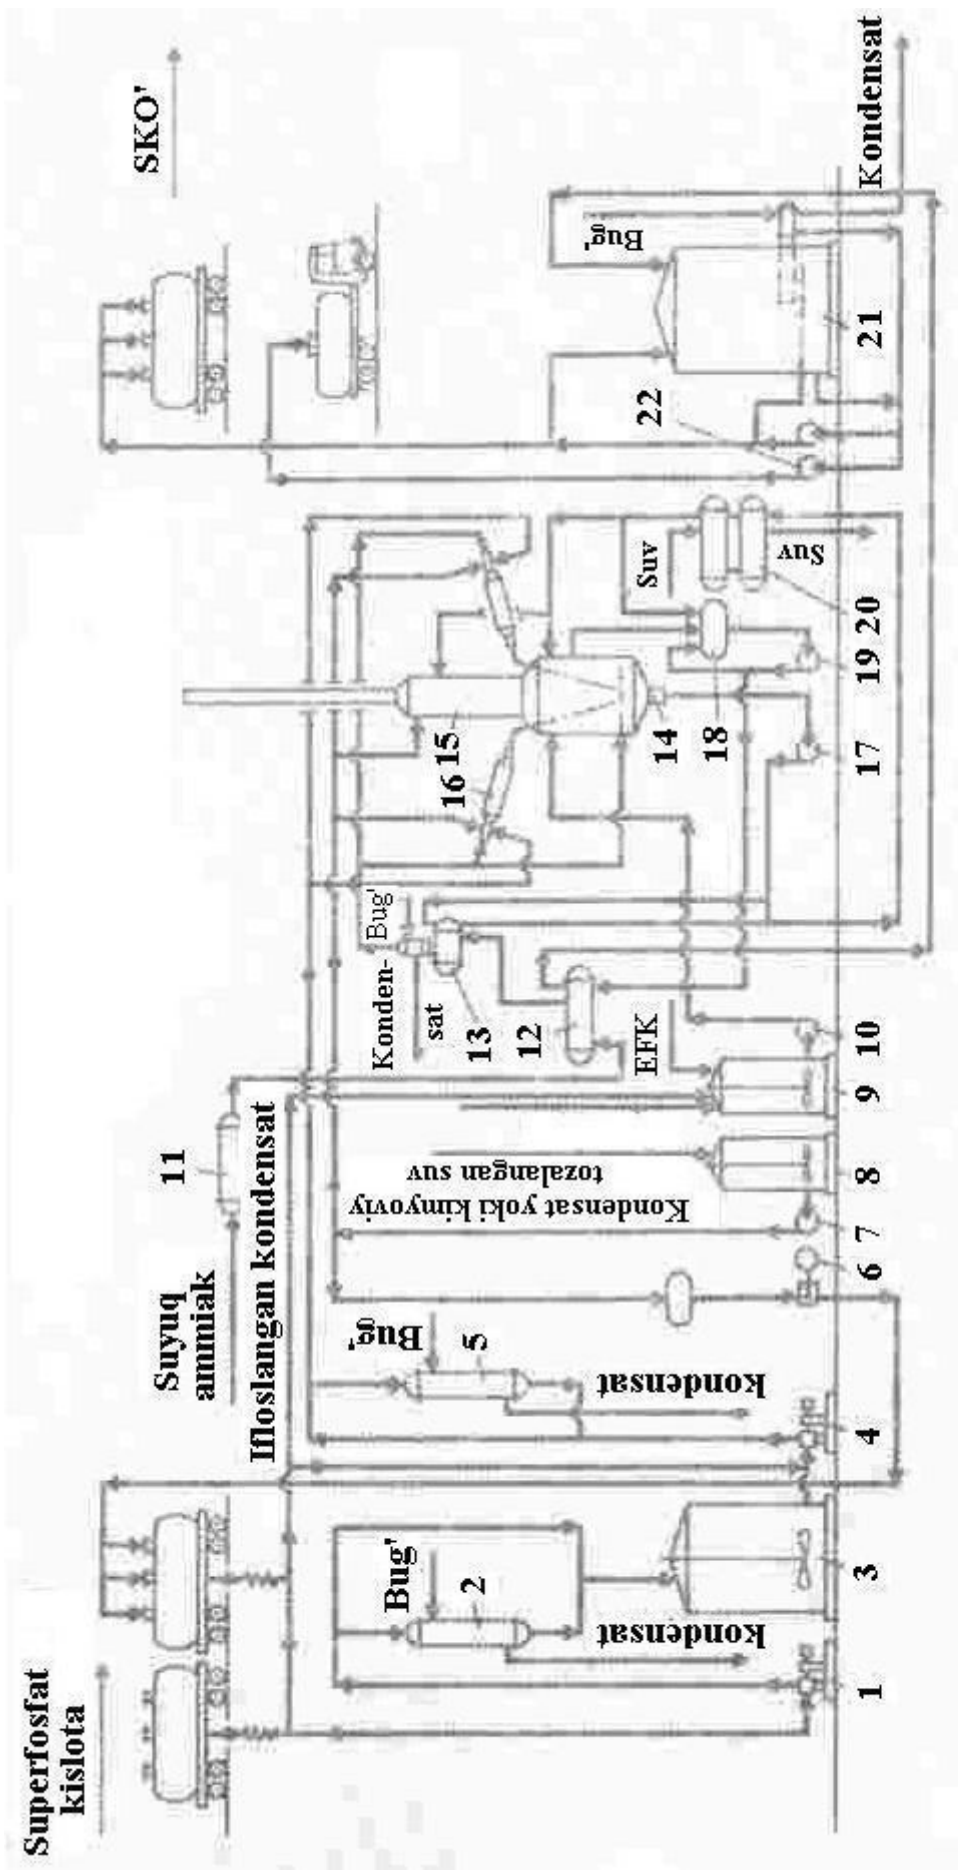 Superfosfat
kislota
SKO'
Suyuq
ammiak
11
Ifloslangan kondensat
Bug'
2
kondensat
1
3
Bug'
5
kondensat
4
6
7
Kondensat yoki kimyoviy
tozalangan suv
8
EFK
9
10
Konden-
sat
Bug'
13
12
16
15
14
18
17
19
Suv
Suv
20
22
Bug'
21
Kondensat